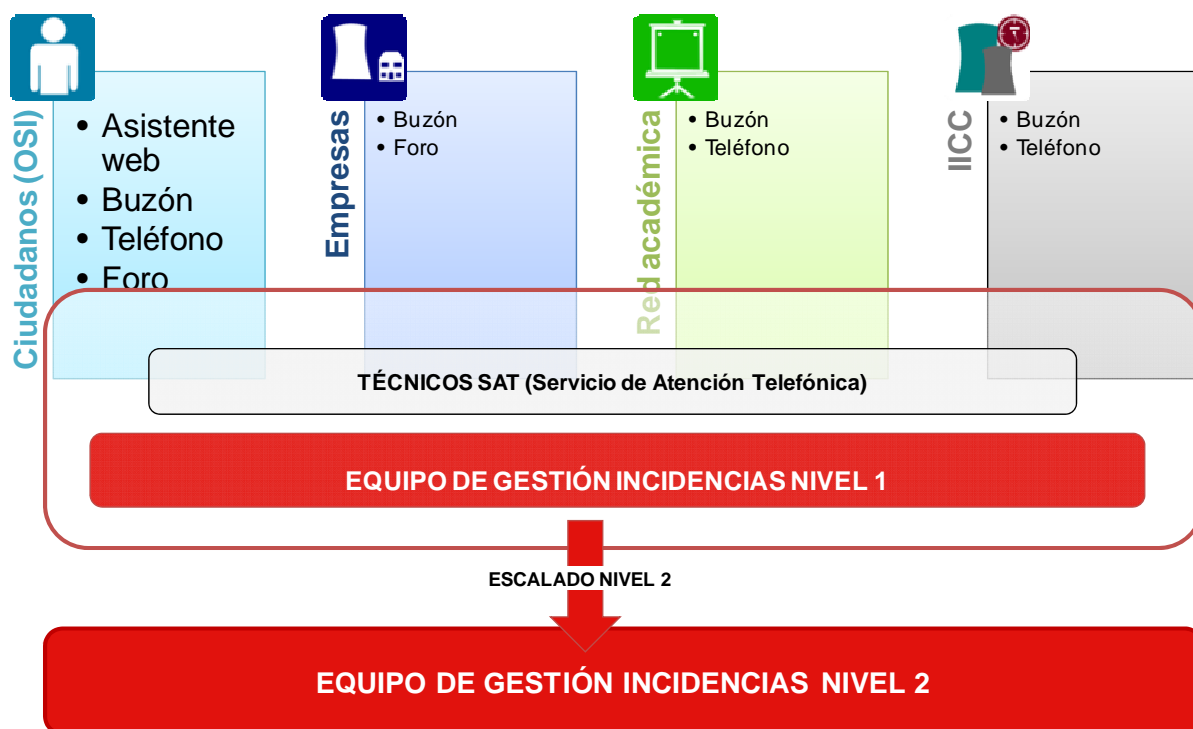 Ciudadanos (OSI)
• Asistente
web
• Buzón
• Teléfono
• Foro
Empresas
• Buzón
• Foro
Red académica
• Buzón
• Teléfono
IICC
• Buzón
• Teléfono
TÉCNICOS SAT (Servicio de Atención Telefónica)
EQUIPO DE GESTIÓN INCIDENCIAS NIVEL 1
ESCALADO NIVEL 2
EQUIPO DE GESTIÓN INCIDENCIAS NIVEL 2